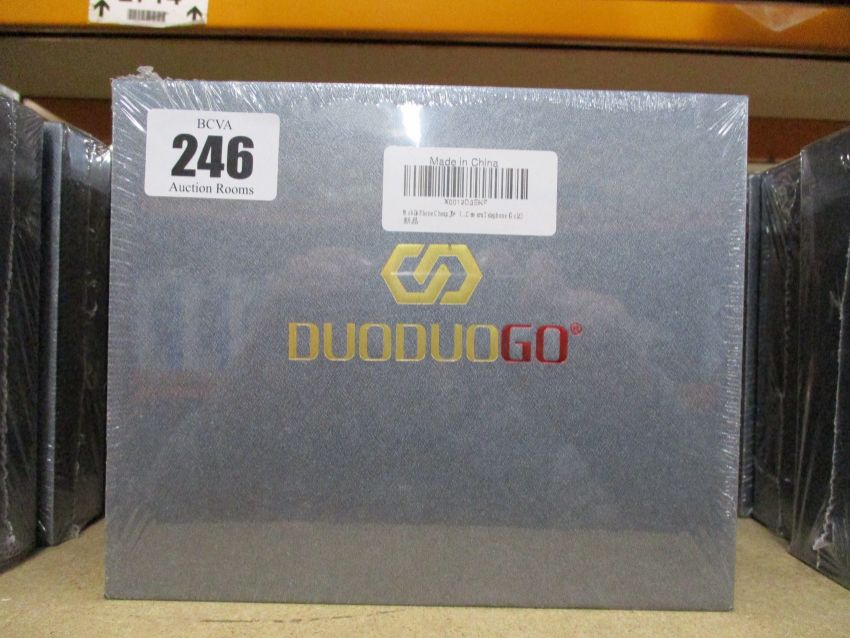 BCVA
246
Auction Rooms
Made in China
DUODUOGO®